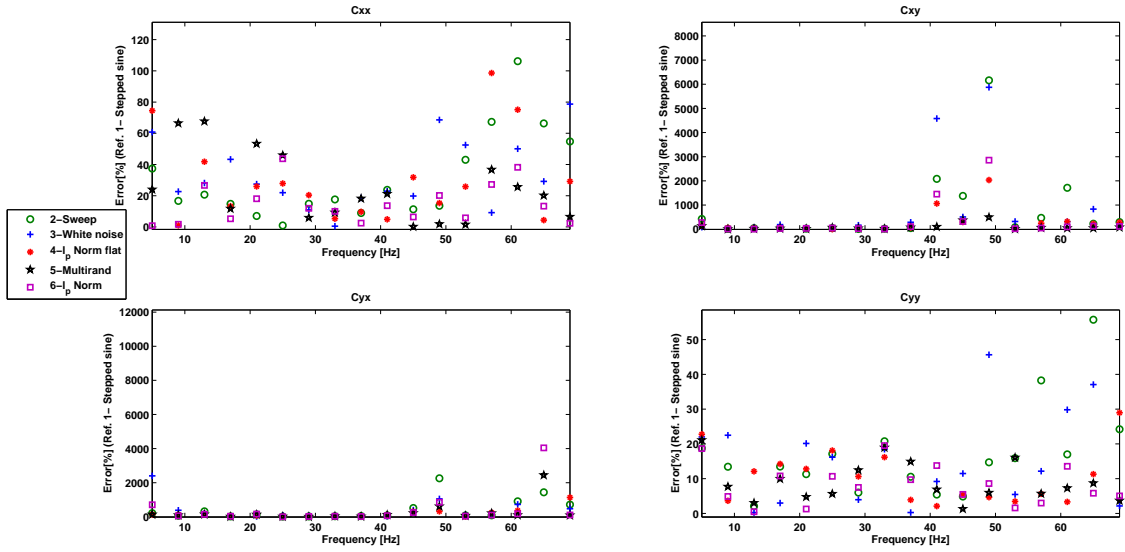 Cxx
Error[%] (Ref. 1− Stepped sine)
120
100
80
60
40
20
0
10 20 30 40 50 60
Frequency [Hz]
Cxy
Error[%] (Ref. 1− Stepped sine)
8000
7000
6000
5000
4000
3000
2000
1000
0
10 20 30 40 50 60
Frequency [Hz]
2−Sweep
3−White noise
4−lp Norm flat
5−Multirand
6−lp Norm
Cyx
Error[%] (Ref. 1− Stepped sine)
12000
10000
8000
6000
4000
2000
0
10 20 30 40 50 60
Frequency [Hz]
Cyy
Error[%] (Ref. 1− Stepped sine)
50
40
30
20
10
0
10 20 30 40 50 60
Frequency [Hz]